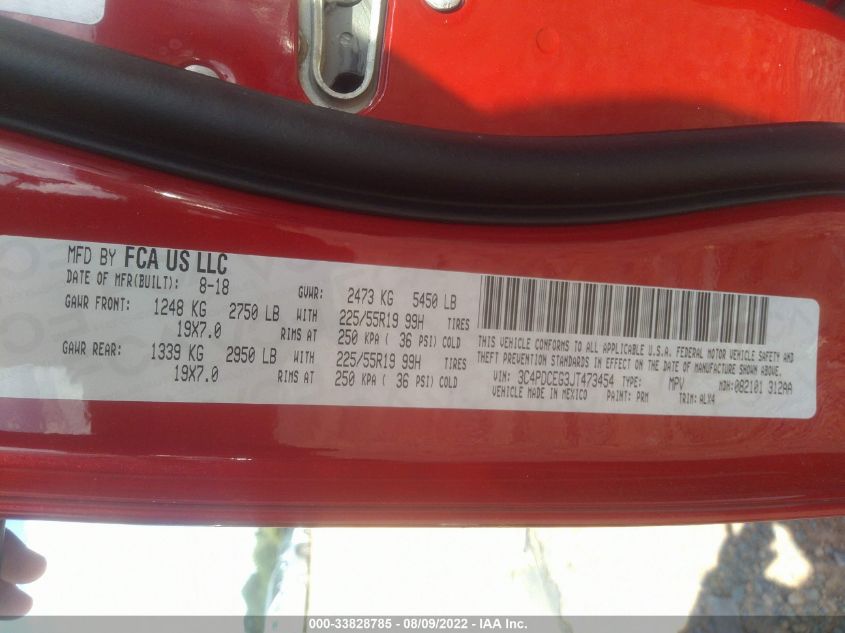 MFD BY FCA US LLC
DATE OF MFR(BUILT): 8-18 GVWR: 2473 KG 5450 LB
GAWR FRONT: 1248 KG 2750 LB WITH 225/55R19 99H TIRES
19X7.0 RIMS AT 250 KPA ( 36 PSI) COLD
GAWR REAR: 1339 KG 2950 LB WITH 225/55R19 99H TIRES
19X7.0 RIMS AT 250 KPA ( 36 PSI) COLD
THIS VEHICLE CONFORMS TO ALL APPLICABLE U.S.A. FEDERAL MOTOR VEHICLE SAFETY AND
THEFT PREVENTION STANDARDS IN EFFECT ON THE DATE OF MANUFACTURE SHOWN ABOVE.
VIN: 3C4PDCEG3JT473454 TYPE: MPV MDH:082101 312AA
VEHICLE MADE IN MEXICO PAINT: PRM TRIM: ALX4
000-33828785 - 08/09/2022 - IAA Inc.